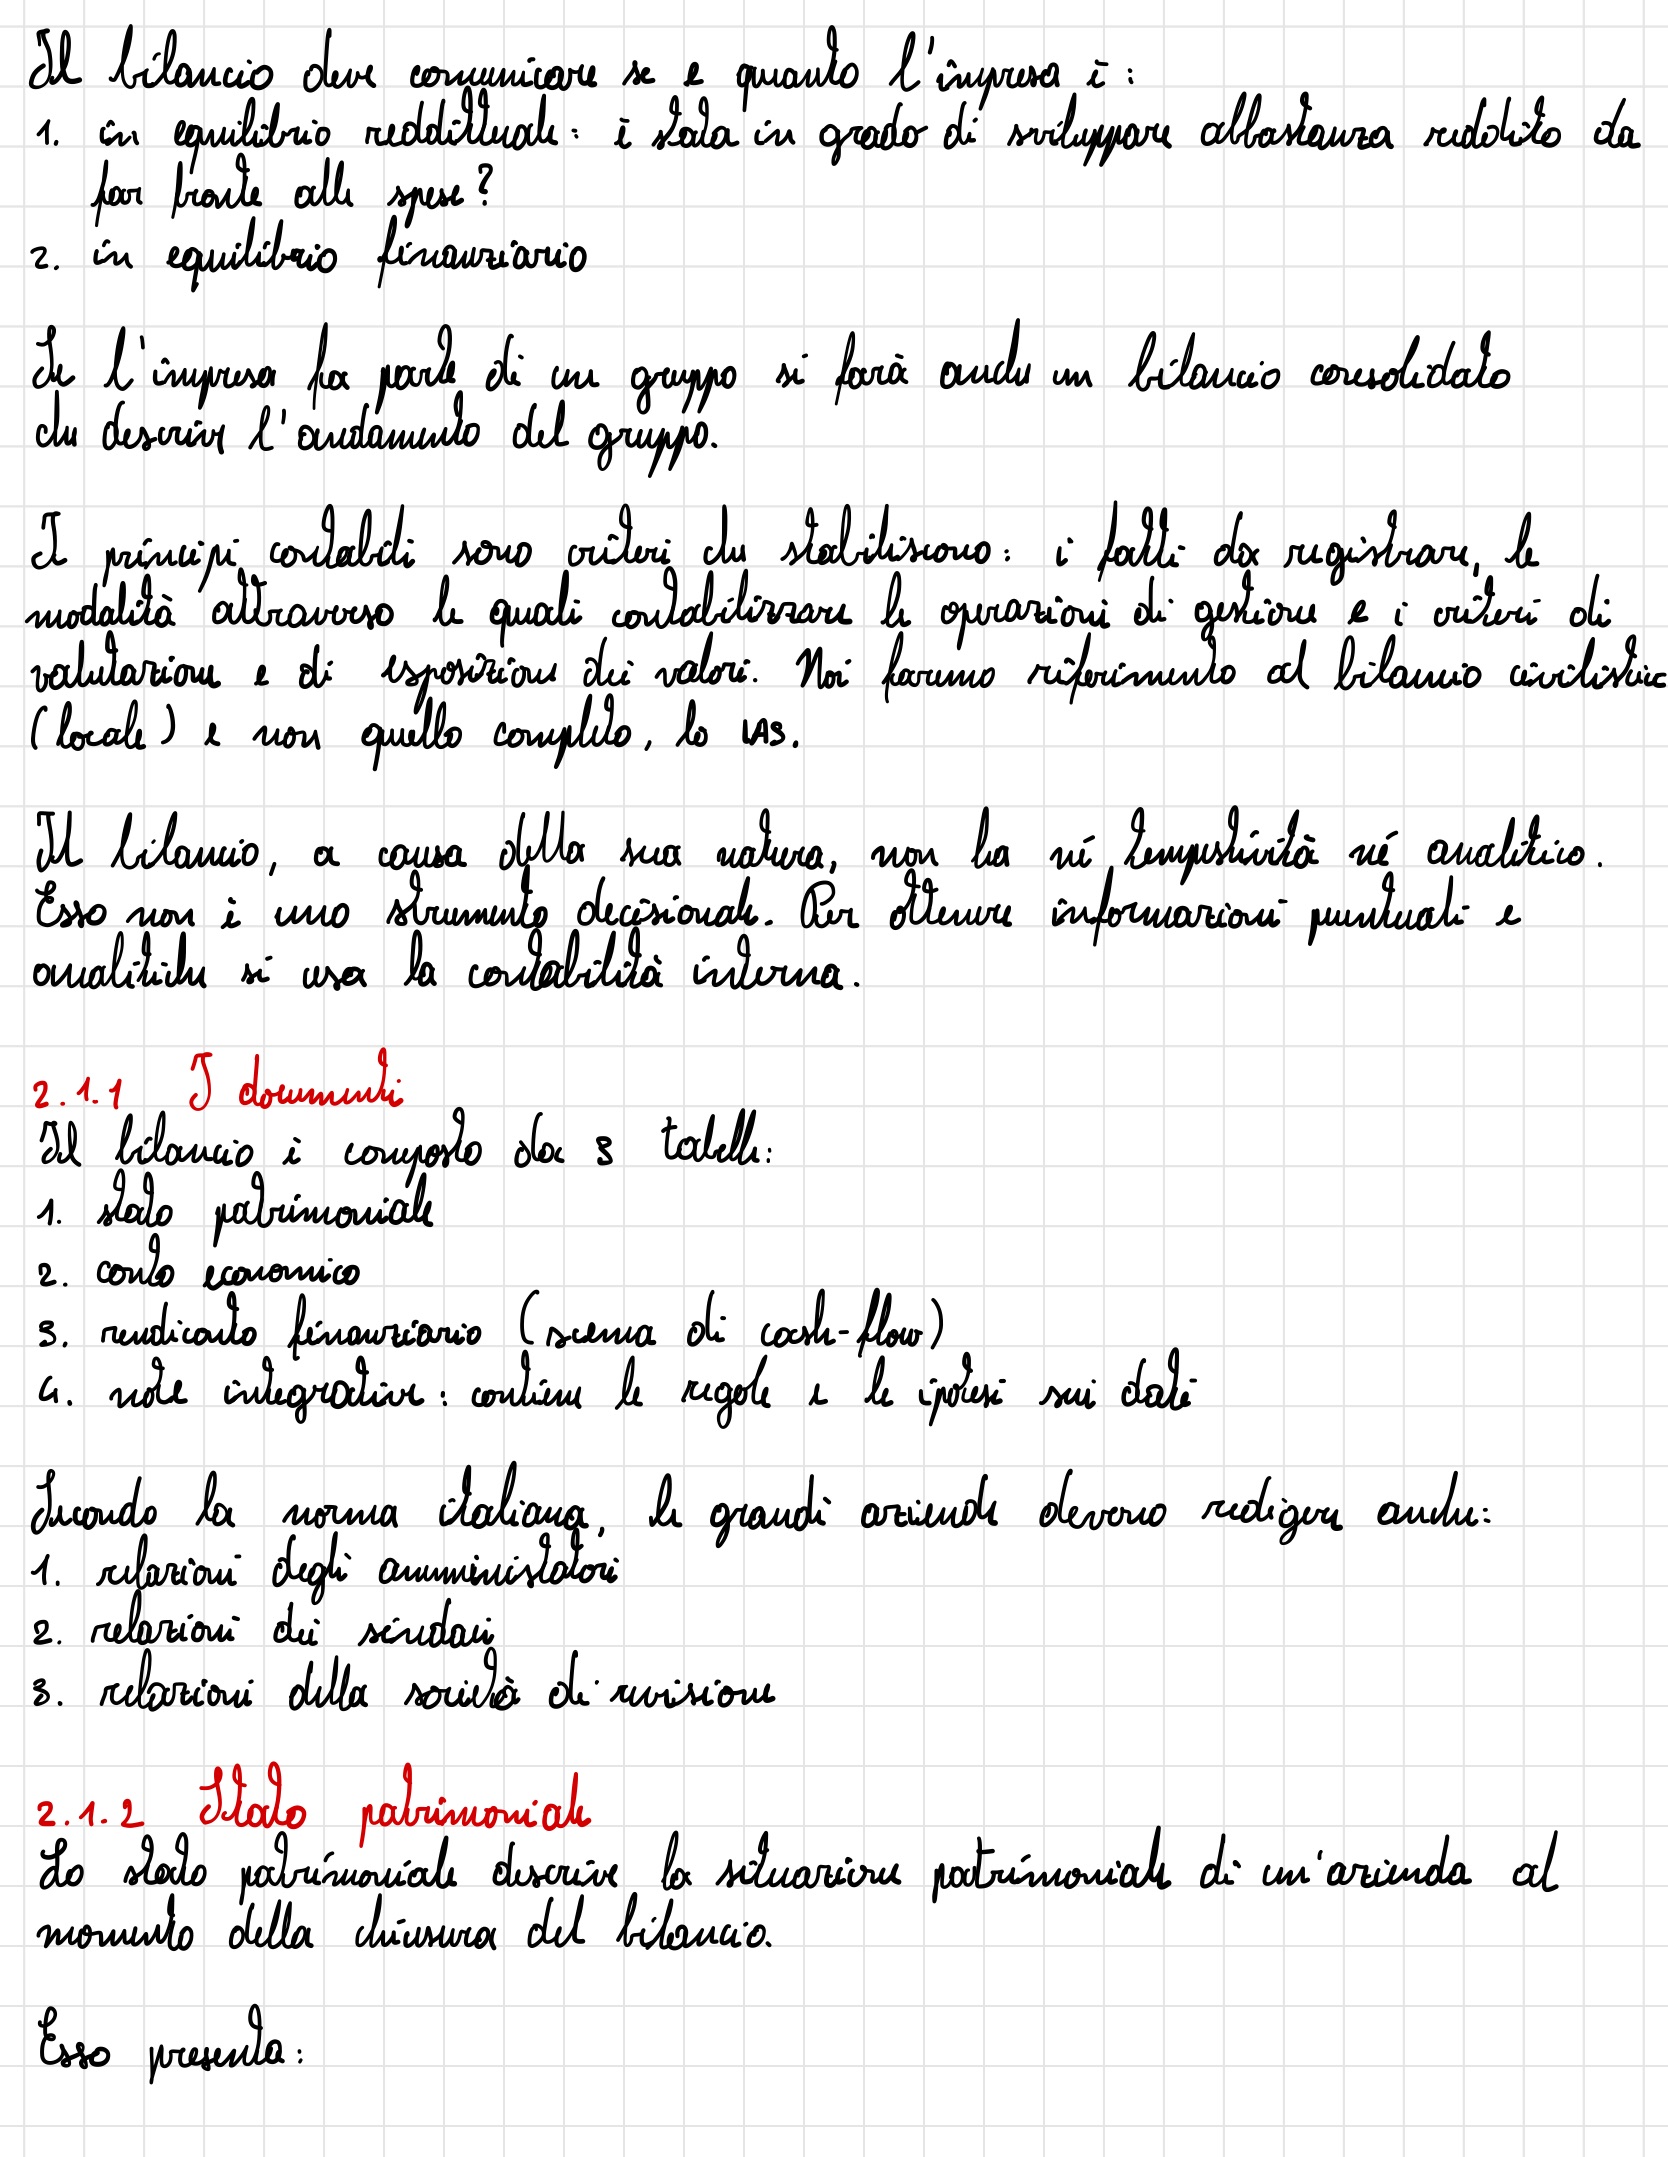 Il bilancio deve comunicare se e quanto l'impresa è:
1. in equilibrio reddituale: è stata in grado di sviluppare abbastanza reddito da
far fronte alle spese?
2. in equilibrio finanziario
Se l'impresa fa parte di un gruppo si farà anche un bilancio consolidato
che descrive l'andamento del gruppo.
I principi contabili sono criteri che stabiliscono: i fatti da registrare, le
modalità attraverso le quali contabilizzare le operazioni di gestione e i criteri di
valutazione e di esposizione dei valori. Noi faremo riferimento al bilancio civilistic
(locale) e non quello completo, lo IAS.
Il bilancio, a causa della sua natura, non ha né tempestività né analitico.
Esso non è uno strumento decisionale. Per ottenere informazioni puntuali e
analitiche si usa la contabilità interna.
2.1.1 I documenti
Il bilancio è composto da 3 tabelle:
1. stato patrimoniale
2. conto economico
3. rendiconto finanziario (scema di cash-flow)
4. note integrative: contiene le regole e le ipotesi sui dati
Secondo la norma italiana, le grandi aziende devono redigere anche:
1. relazioni degli amministatori
2. relazioni dei sindaci
3. relazioni della società di revisione
2.1.2 Stato patrimoniale
Lo stato patrimoniale descrive la situazione patrimoniale di un'azienda al
momento della chiusura del bilancio.
Esso presenta: